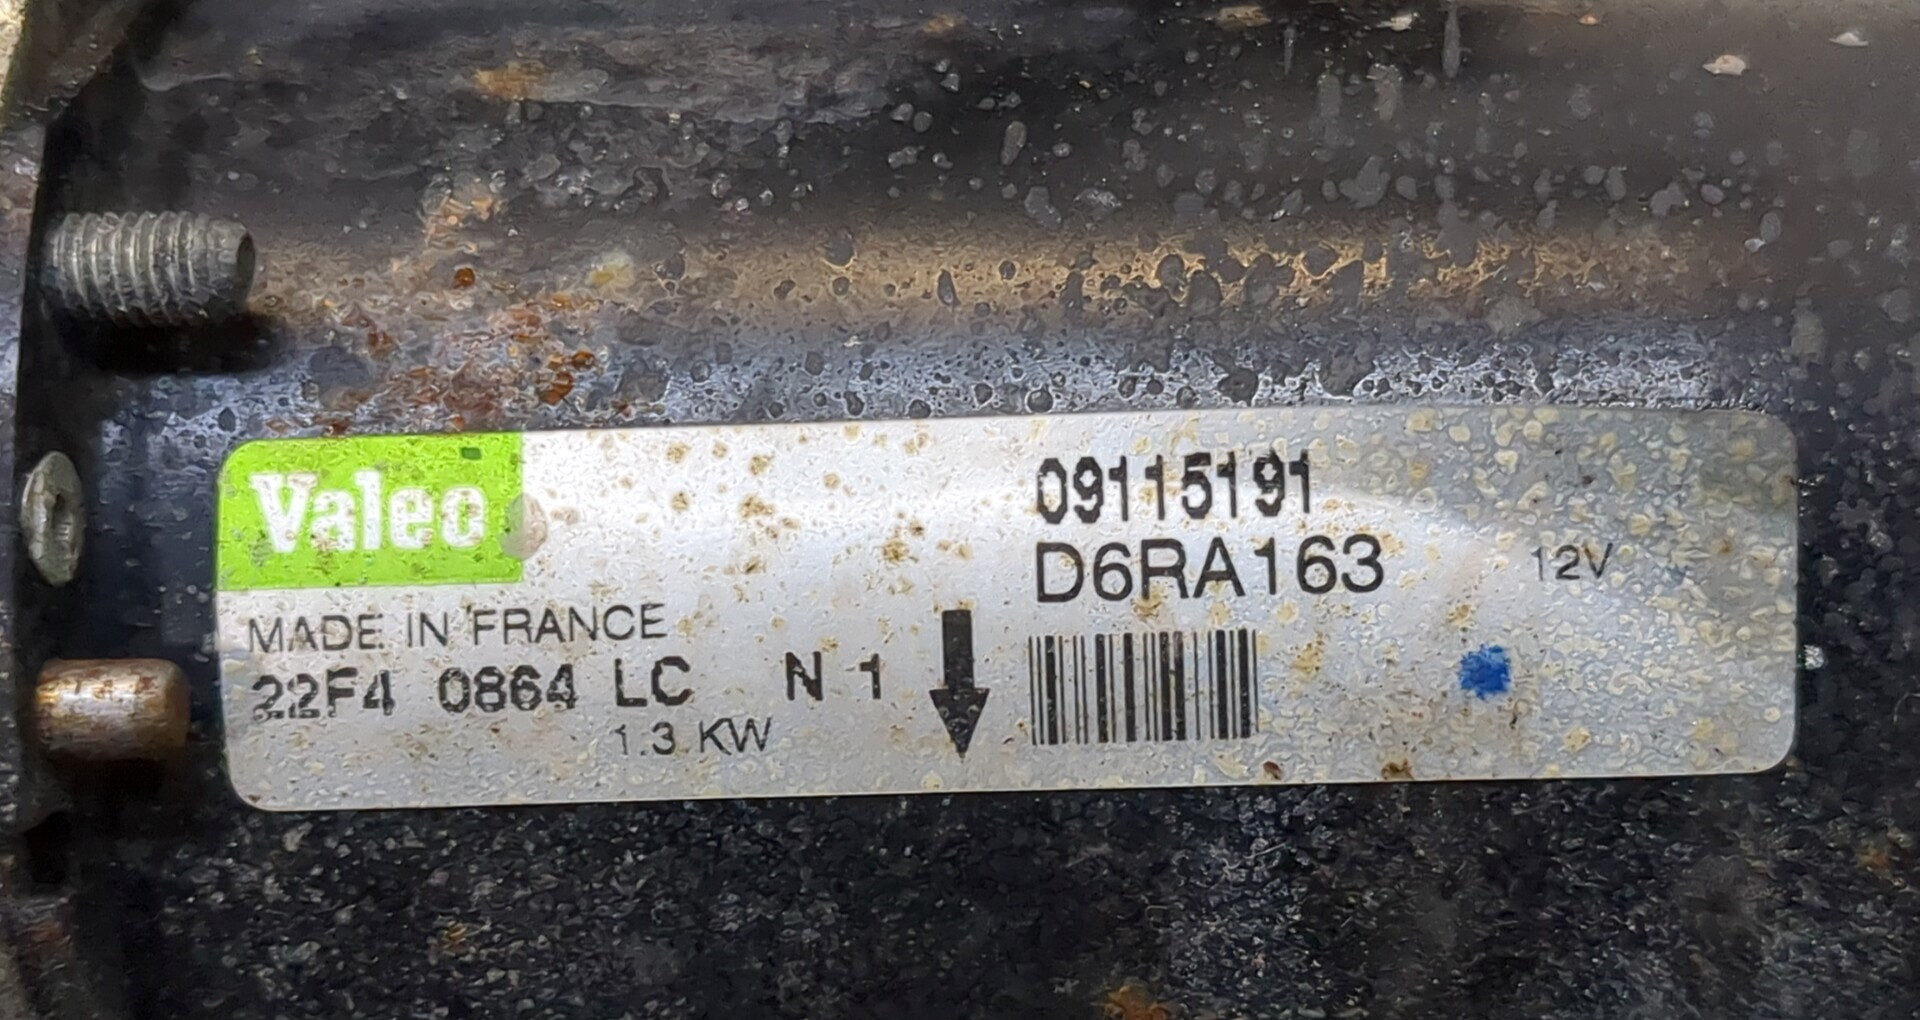 Valeo
09115191
D6RA163
12V
MADE IN FRANCE
22F4 0864 LC N 1
1.3 KW